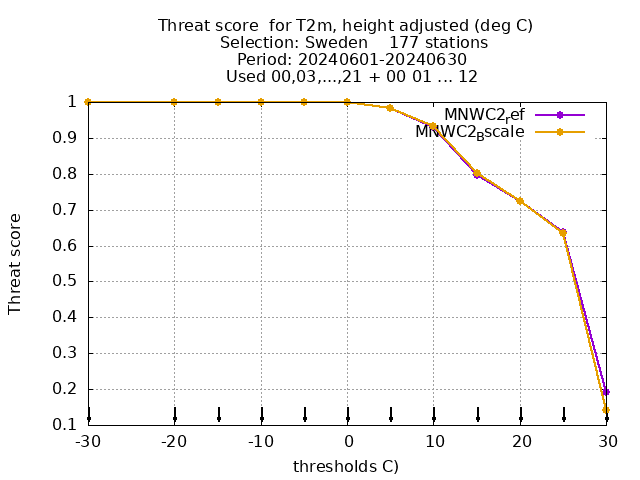 Threat score  for T2m, height adjusted (deg C)
Selection: Sweden    177 stations
Period: 20240601-20240630
Used 00,03,...,21 + 00 01 ... 12
MNWC2ref
MNWC2Bscale
1
0.9
0.8
0.7
0.6
0.5
0.4
0.3
0.2
0.1
Threat score
-30 -20 -10 0 10 20 30
thresholds C)